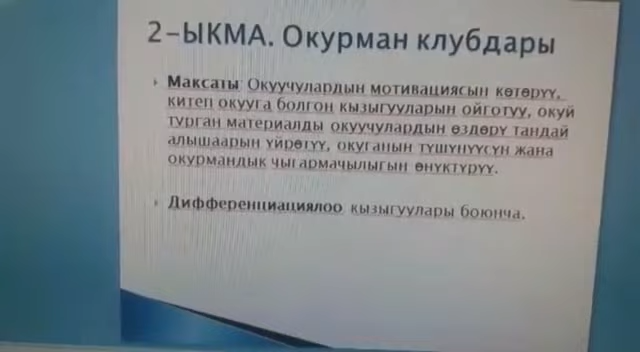 2-ЫКМА. Окурман клубдары
Максаты: Окуучулардын мотивациясын көтөрүү,
китеп окууга болгон кызыгууларын ойготуу, окуй
турган материалды окуучулардын өздөрү тандай
алышаарын үйрөтүү, окуганын түшүнүүсүн жана
окурмандык чыгармачылыгын өнүктүрүү.
Дифференциациялоо: кызыгуулары боюнча.